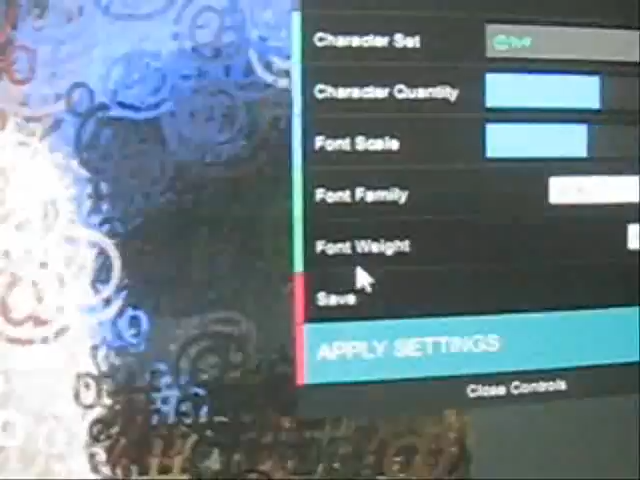 Character Set
Character Quantity
Font Scale
Font Family
Font Weight
Save
APPLY SETTINGS
Close Controls